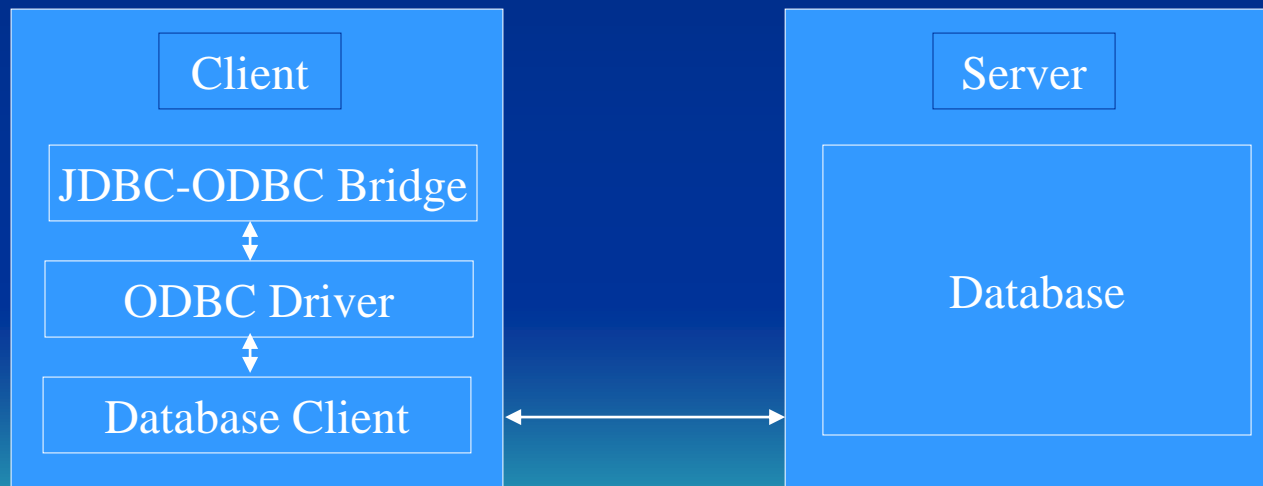 Client
JDBC-ODBC Bridge
ODBC Driver
Database Client
Server
Database